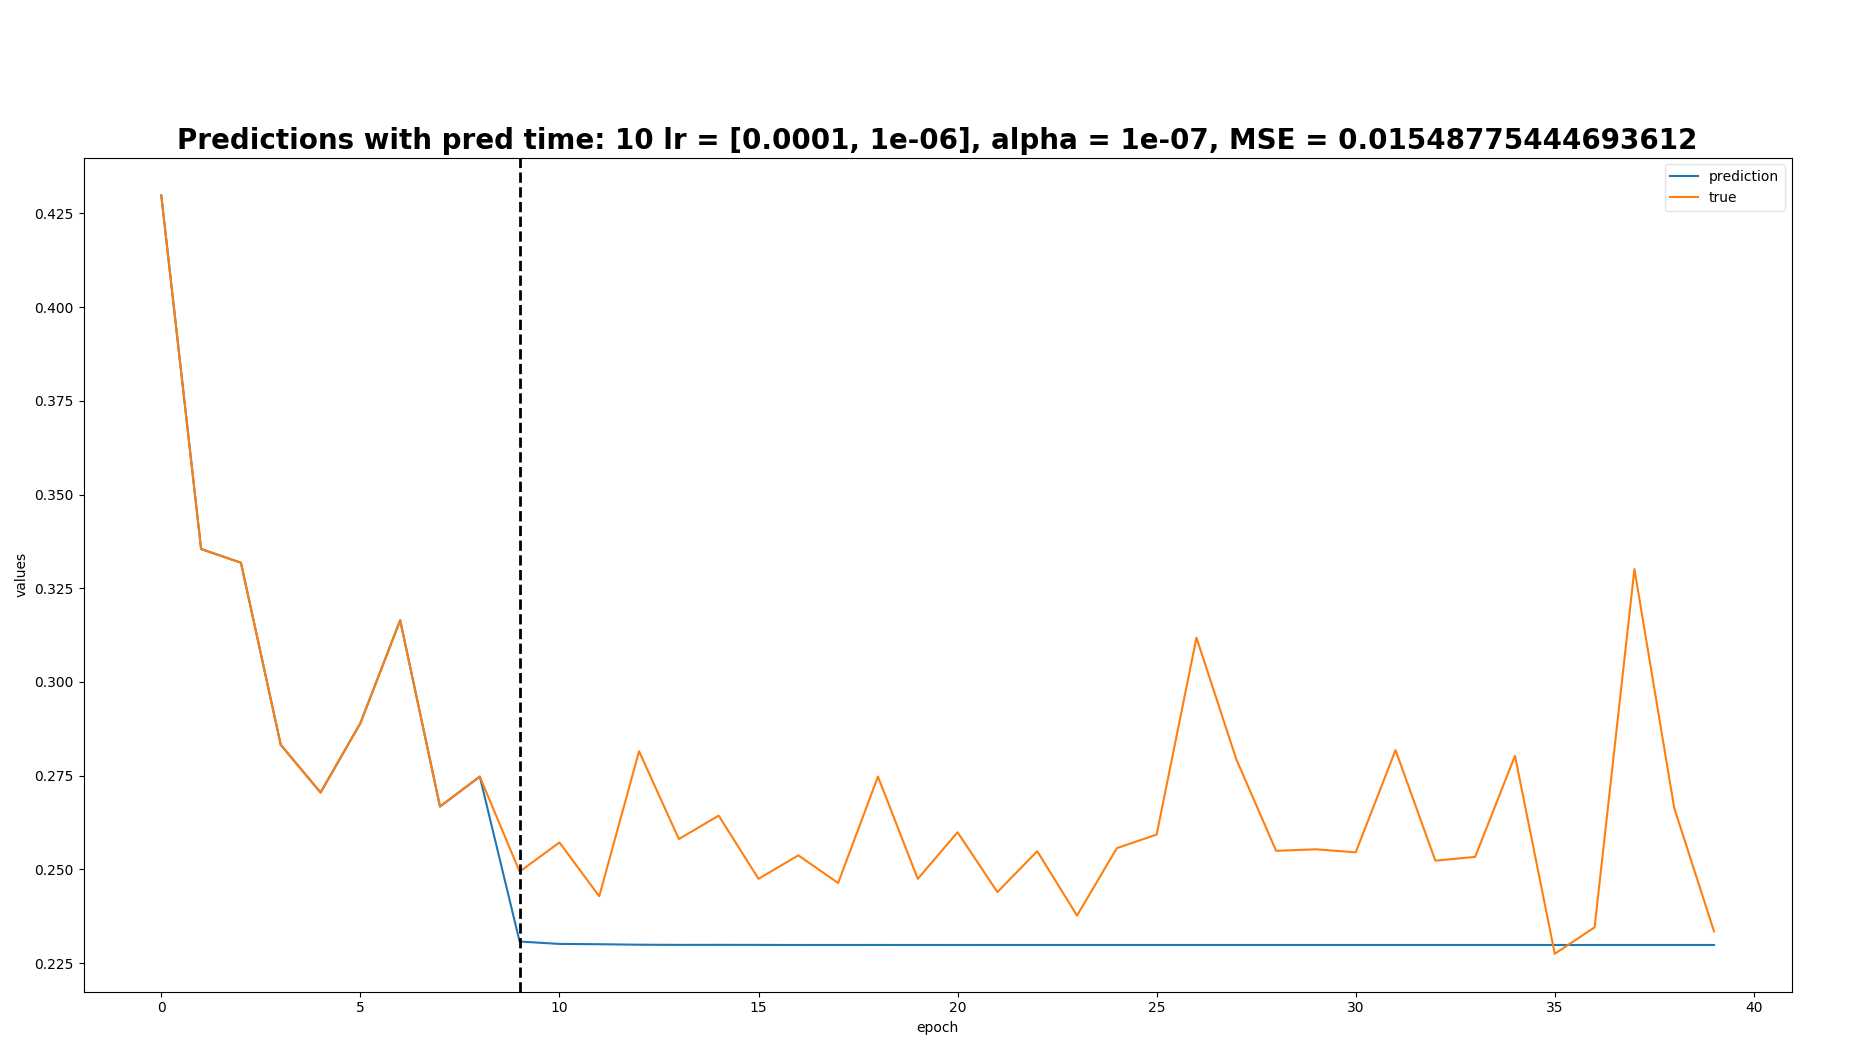 Predictions with pred time: 10 lr = [0.0001, 1e-06], alpha = 1e-07, MSE = 0.01548775444693612
prediction
true
0.425
0.400
0.375
0.350
0.325
0.300
0.275
0.250
0.225
values
0 5 10 15 20 25 30 35 40
epoch